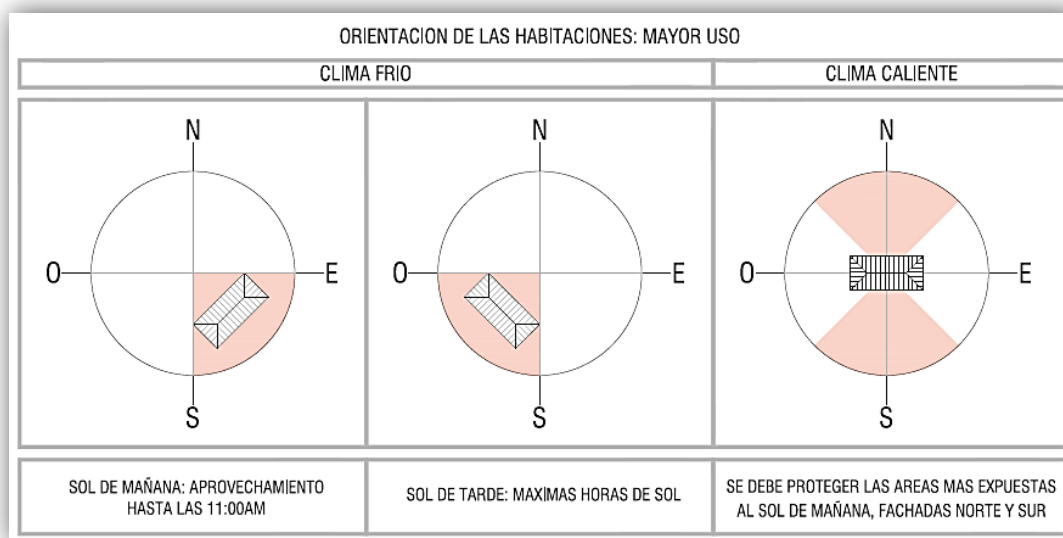 ORIENTACION DE LAS HABITACIONES: MAYOR USO
CLIMA FRIO
CLIMA CALIENTE
N
O
E
S
N
O
E
S
N
O
E
S
SOL DE MAÑANA: APROVECHAMIENTO
HASTA LAS 11:00AM
SOL DE TARDE: MAXIMAS HORAS DE SOL
SE DEBE PROTEGER LAS AREAS MAS EXPUESTAS
AL SOL DE MAÑANA, FACHADAS NORTE Y SUR